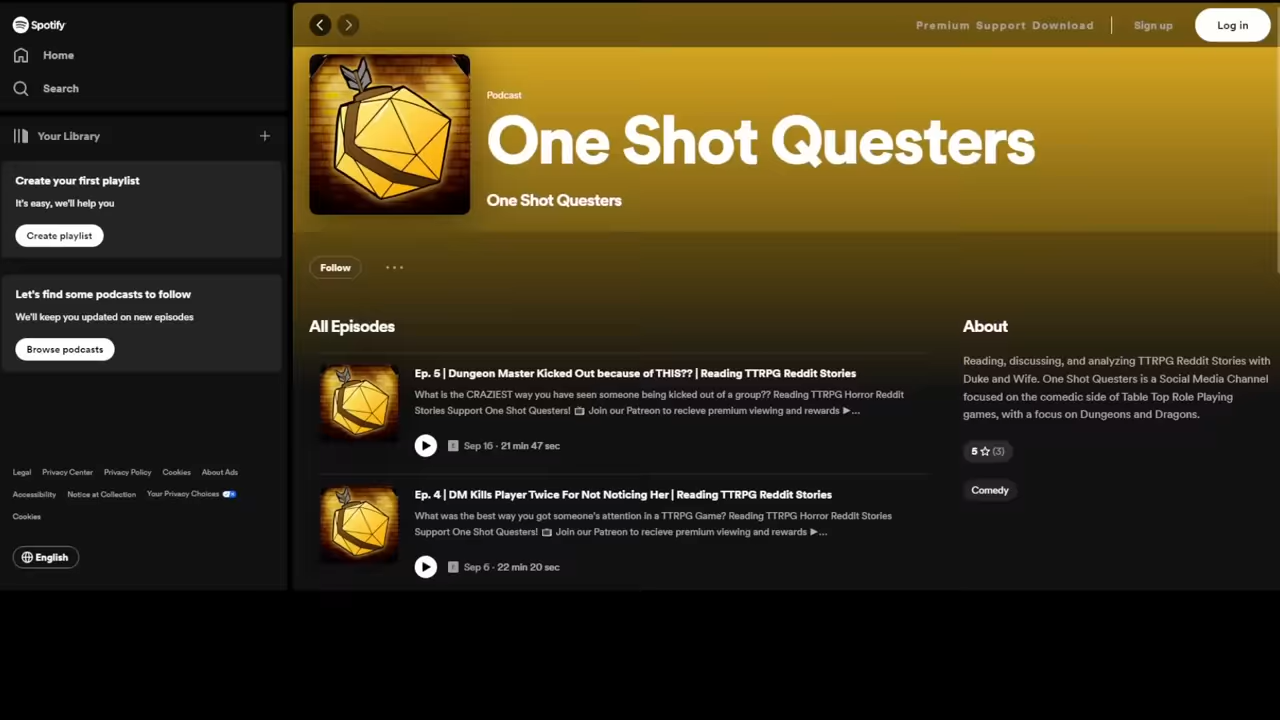 Spotify
Home
Search
Your Library
Create your first playlist
It's easy, we'll help you
Create playlist
Let's find some podcasts to follow
We'll keep you updated on new episodes
Browse podcasts
Legal Privacy Center Privacy Policy Cookies About Ads
Accessibility Notice at Collection Your Privacy Choices
Cookies
English
Premium Support Download Sign up Log in
Podcast
One Shot Questers
One Shot Questers
Follow
All Episodes
Ep. 5 | Dungeon Master Kicked Out because of THIS?? | Reading TTRPG Reddit Stories
What is the CRAZIEST way you have seen someone being kicked out of a group?? Reading TTRPG Horror Reddit
Stories Support One Shot Questers! 📺 Join our Patreon to recieve premium viewing and rewards ►...
E Sep 16 · 21 min 47 sec
Ep. 4 | DM Kills Player Twice For Not Noticing Her | Reading TTRPG Reddit Stories
What was the best way you got someone's attention in a TTRPG Game? Reading TTRPG Horror Reddit Stories
Support One Shot Questers! 📺 Join our Patreon to recieve premium viewing and rewards ►...
E Sep 6 · 22 min 20 sec
About
Reading, discussing, and analyzing TTRPG Reddit Stories with
Duke and Wife. One Shot Questers is a Social Media Channel
focused on the comedic side of Table Top Role Playing
games, with a focus on Dungeons and Dragons.
5 ☆ (3)
Comedy